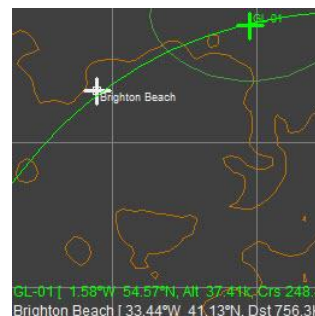 GL-01
Brighton Beach
GL-01 [ 1.58°W 54.57°N, Alt 37.41k, Crs 248.
Brighton Beach [ 33.44°W 41.13°N, Dst 756.3k